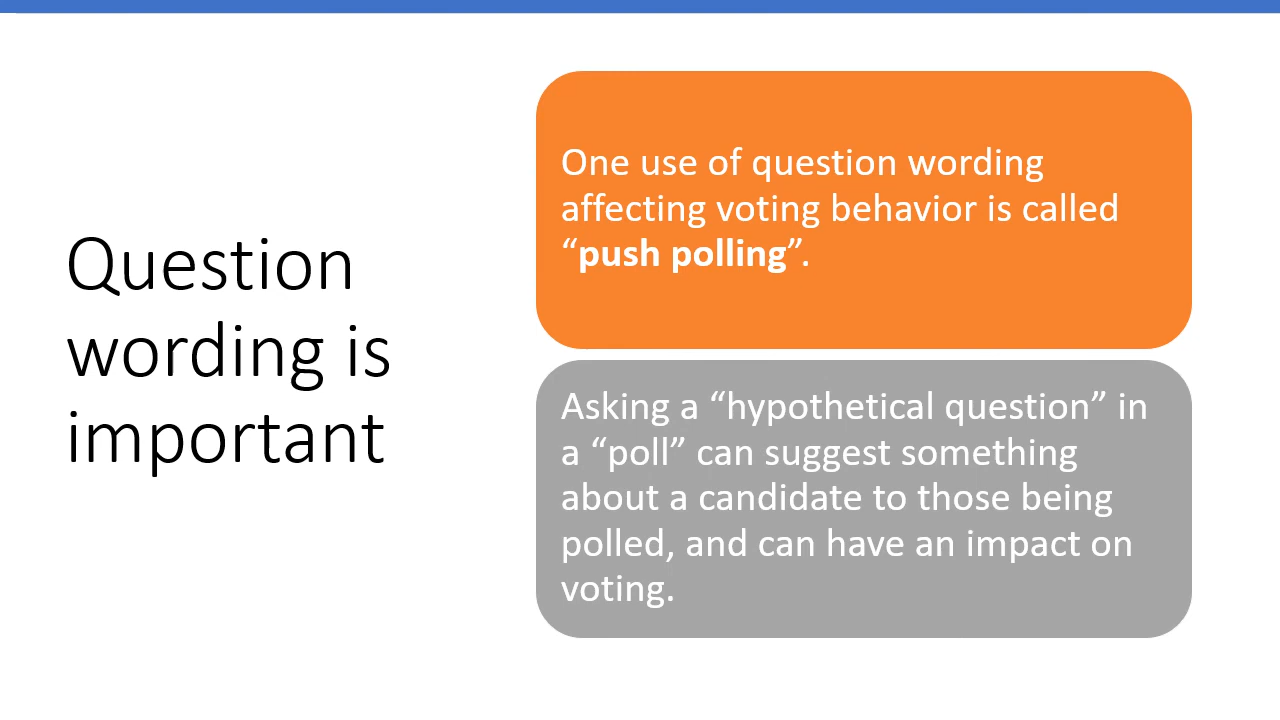 Question
wording is
important
One use of question wording
affecting voting behavior is called
“push polling”.
Asking a “hypothetical question” in
a “poll” can suggest something
about a candidate to those being
polled, and can have an impact on
voting.